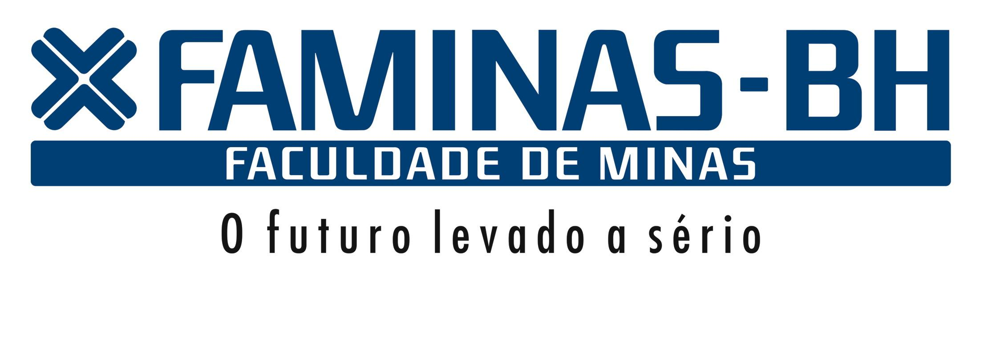 FAMINAS-BH
FACULDADE DE MINAS
O futuro levado a sério